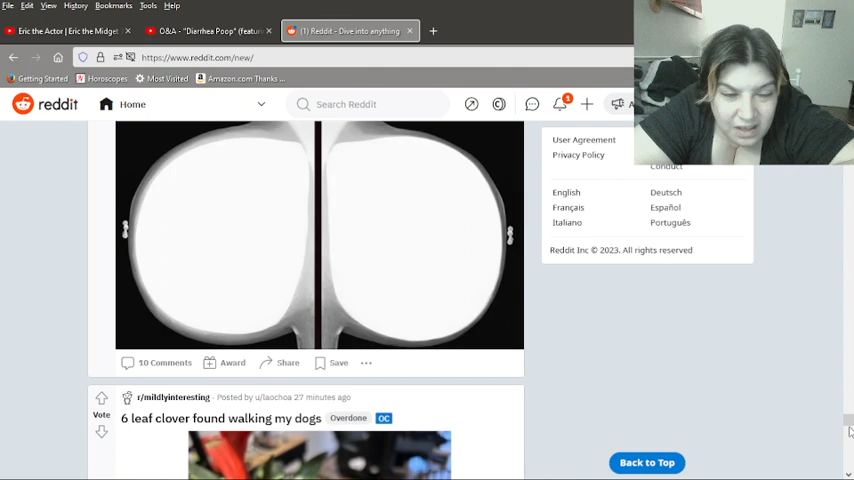 File Edit View History Bookmarks Tools Help
Eric the Actor | Eric the Midget
O&A - "Diarrhea Poop" (featur
(1) Reddit - Dive into anything
https://www.reddit.com/new/
Getting Started Horoscopes Most Visited Amazon.com Thanks ...
reddit Home Search Reddit 1
User Agreement
Privacy Policy
Conduct
English Deutsch
Français Español
Italiano Português
Reddit Inc © 2023. All rights reserved
10 Comments Award Share Save
r/mildlyinteresting · Posted by u/laochoa 27 minutes ago
Vote
6 leaf clover found walking my dogs Overdone OC
Back to Top